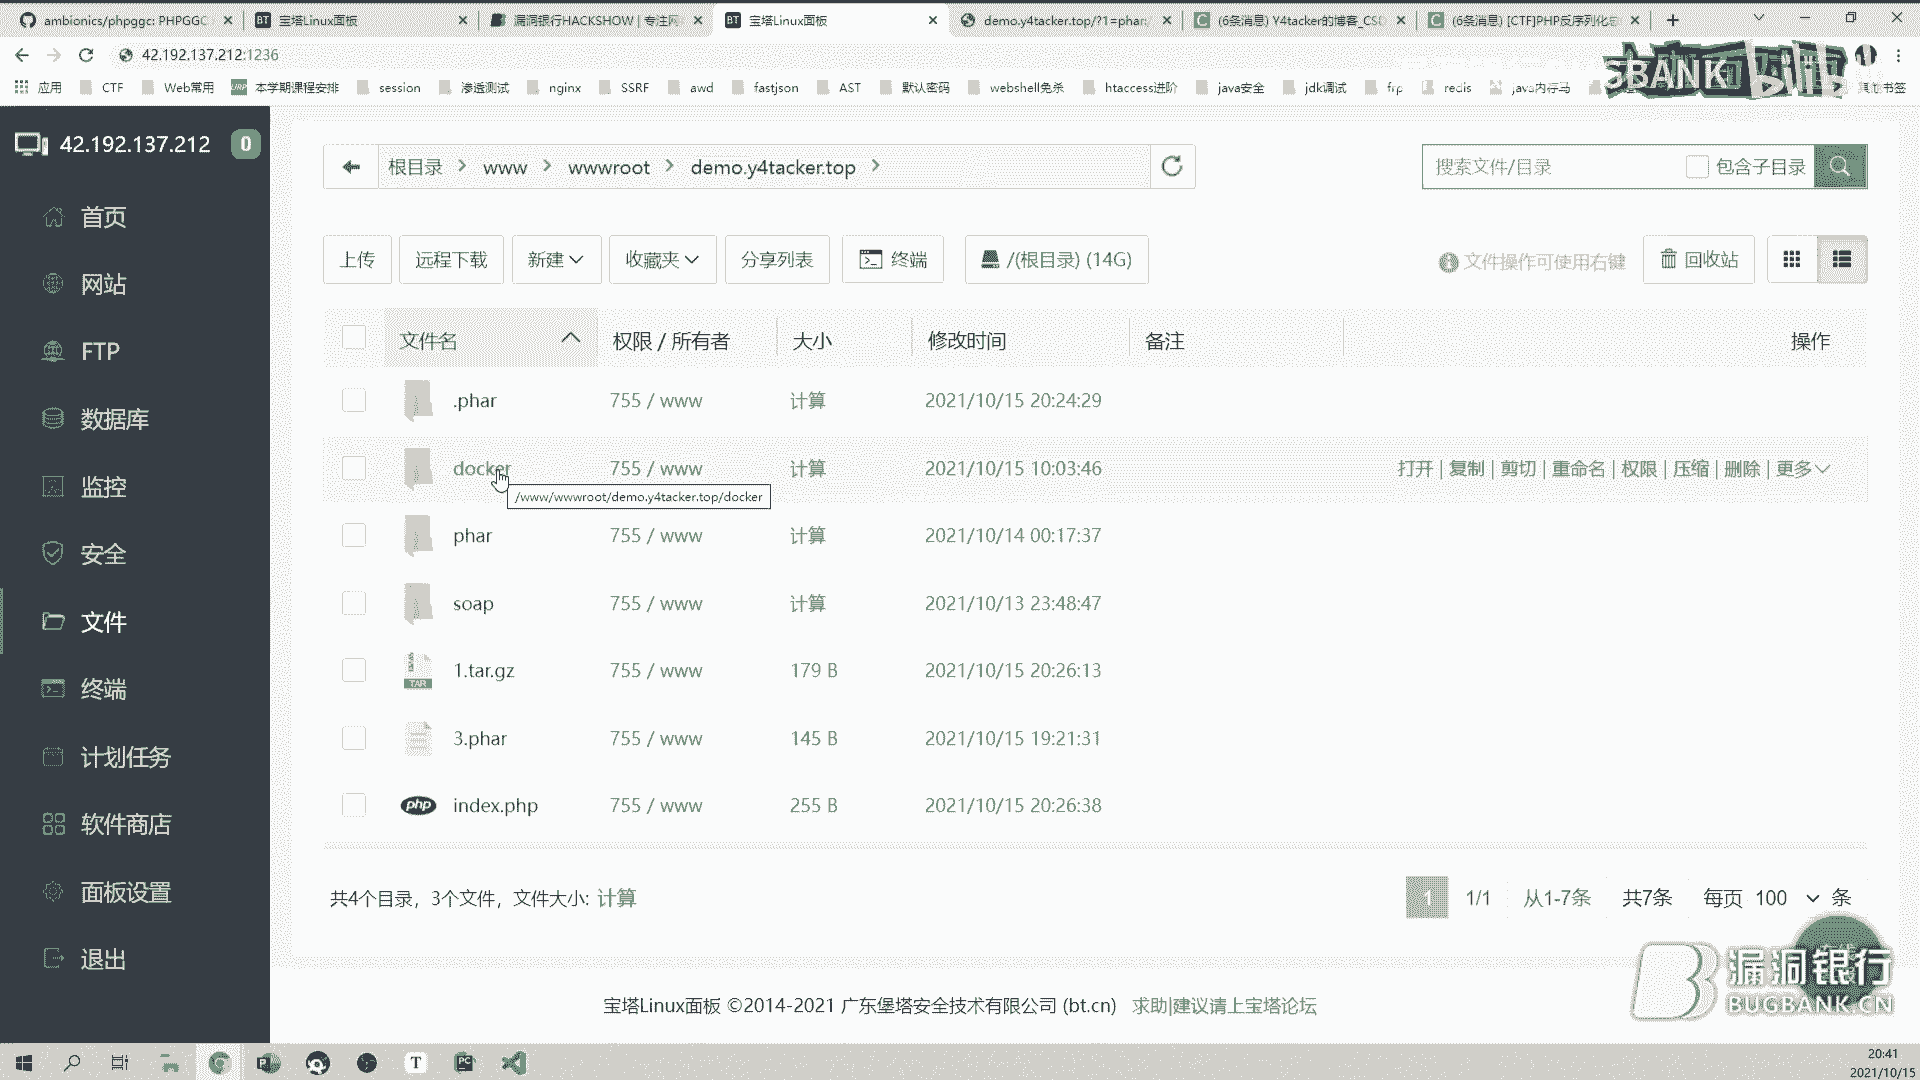 ambionics/phpggc: PHPGGC
宝塔Linux面板
漏洞银行HACKSHOW | 专注网
宝塔Linux面板
demo.y4tacker.top/?1=phar:/
(6条消息) Y4tacker的博客_CSD
(6条消息) [CTF]PHP反序列化总
42.192.137.212:1236
应用 CTF Web常用 本学期课程安排 session 渗透测试 nginx SSRF awd fastjson AST 默认密码 webshell免杀 htaccess进阶 java安全 jdk调试 frp redis java内存马 其他书签
SBANK bili
42.192.137.212 0
首页
网站
FTP
数据库
监控
安全
文件
终端
计划任务
软件商店
面板设置
退出
根目录 > www > wwwroot > demo.y4tacker.top >
搜索文件/目录 包含子目录
上传 远程下载 新建 收藏夹 分享列表 终端 /(根目录) (14G) 文件操作可使用右键 回收站
文件名 权限 / 所有者 大小 修改时间 备注 操作
.phar 755 / www 计算 2021/10/15 20:24:29
docker 755 / www 计算 2021/10/15 10:03:46 打开 | 复制 | 剪切 | 重命名 | 权限 | 压缩 | 删除 | 更多
/www/wwwroot/demo.y4tacker.top/docker
phar 755 / www 计算 2021/10/14 00:17:37
soap 755 / www 计算 2021/10/13 23:48:47
TAR 1.tar.gz 755 / www 179 B 2021/10/15 20:26:13
3.phar 755 / www 145 B 2021/10/15 19:21:31
php index.php 755 / www 255 B 2021/10/15 20:26:38
共4个目录，3个文件，文件大小: 计算
1 1/1 从1-7条 共7条 每页 100 条
漏洞银行
BUGBANK.CN
宝塔Linux面板 ©2014-2021 广东堡塔安全技术有限公司 (bt.cn) 求助|建议请上宝塔论坛
20:41
2021/10/15